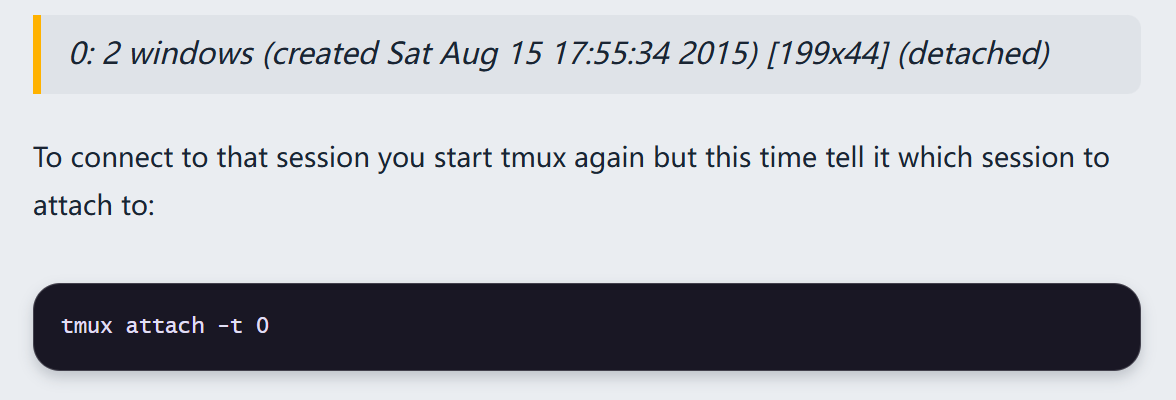 0: 2 windows (created Sat Aug 15 17:55:34 2015) [199x44] (detached)
To connect to that session you start tmux again but this time tell it which session to
attach to:
tmux attach -t 0